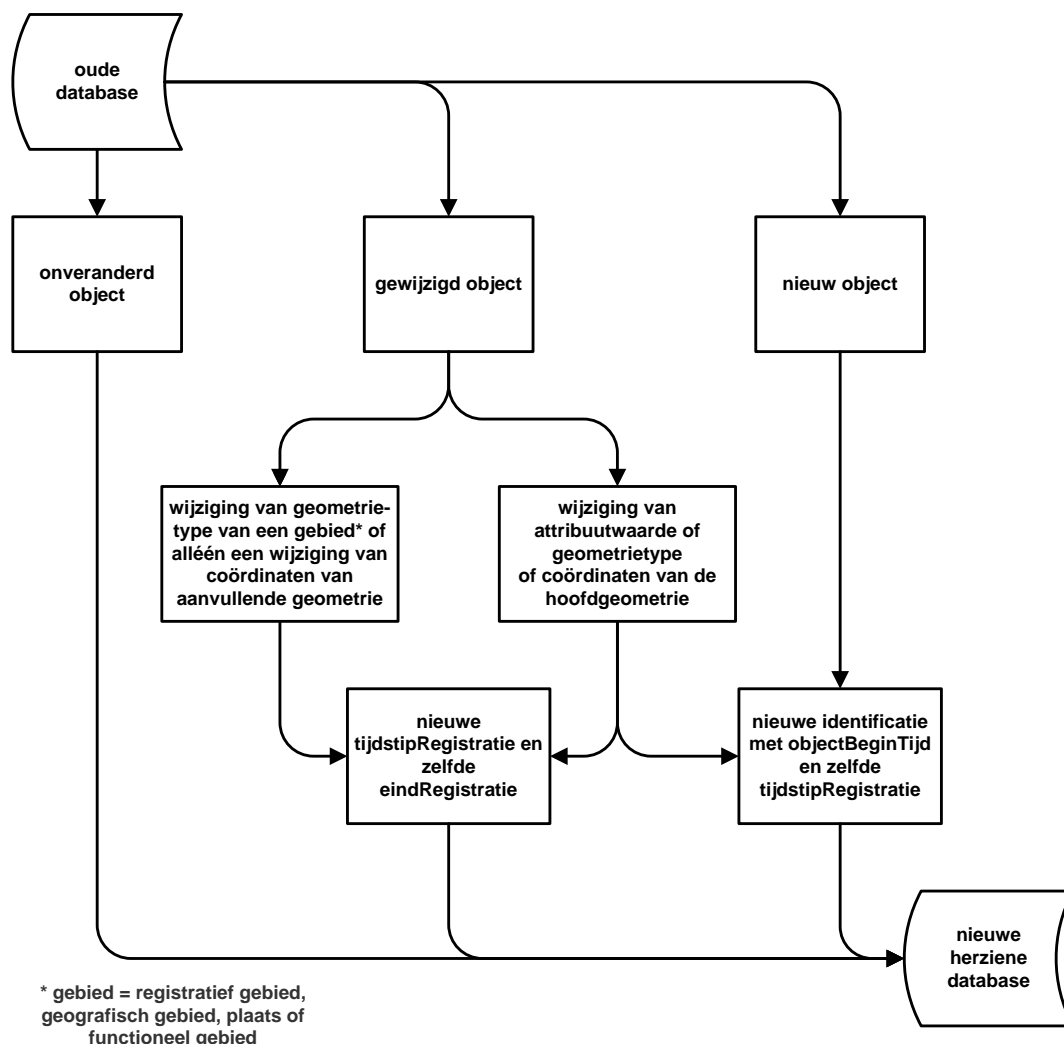 oude
database
onveranderd
object
gewijzigd object
nieuw object
wijziging van geometrie-
type van een gebied* of
alléén een wijziging van
coördinaten van
aanvullende geometrie
wijziging van
attribuutwaarde of
geometrietype
of coördinaten van de
hoofdgeometrie
nieuwe
tijdstipRegistratie en
zelfde
eindRegistratie
nieuwe identificatie
met objectBeginTijd
en zelfde
tijdstipRegistratie
nieuwe
herziene
database
* gebied = registratief gebied,
geografisch gebied, plaats of
functioneel gebied